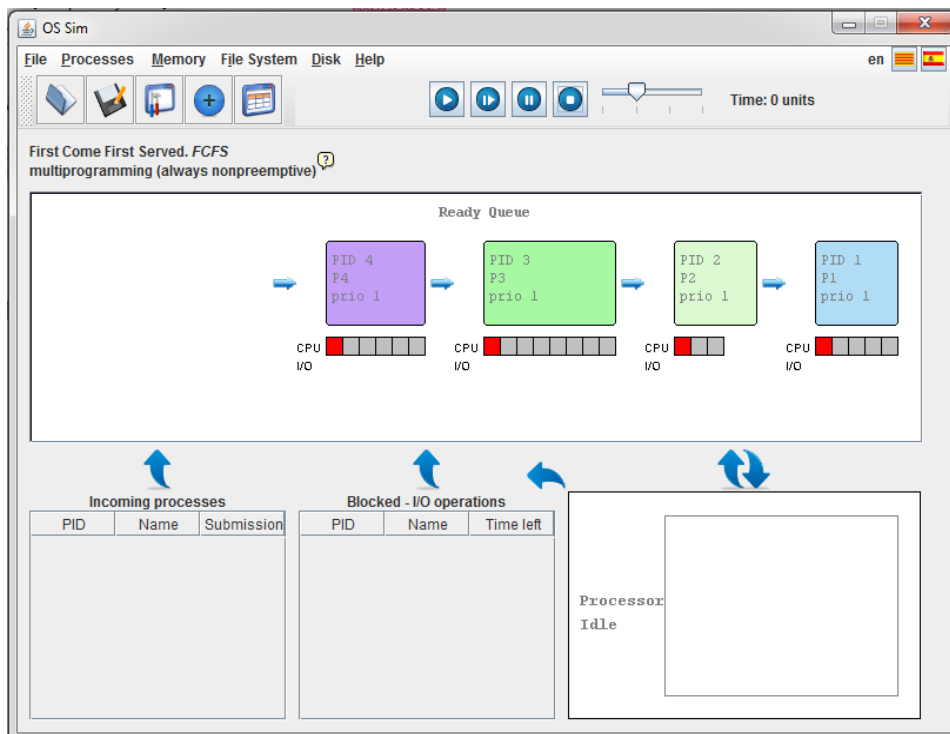 OS Sim
File Processes Memory File System Disk Help
en
Time: 0 units
First Come First Served. FCFS
multiprogramming (always nonpreemptive)
?
Ready Queue
PID 4
P4
prio 1
CPU
I/O
PID 3
P3
prio 1
CPU
I/O
PID 2
P2
prio 1
CPU
I/O
PID 1
P1
prio 1
CPU
I/O
Incoming processes
PID Name Submission
Blocked - I/O operations
PID Name Time left
Processor
Idle